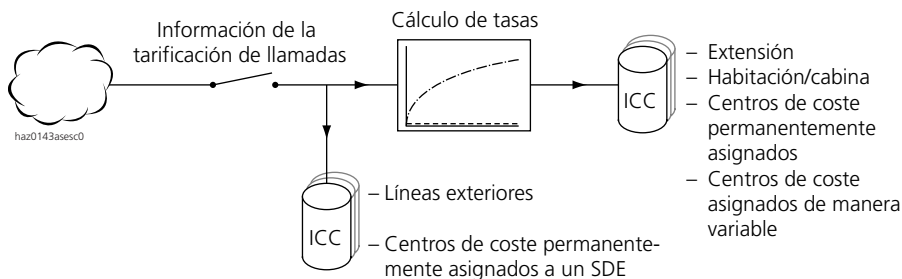 Información de la
tarificación de llamadas
Cálculo de tasas
haz0143asesc0
ICC
– Extensión
– Habitación/cabina
– Centros de coste
permanentemente
asignados
– Centros de coste
asignados de manera
variable
ICC
– Líneas exteriores
– Centros de coste permanente-
mente asignados a un SDE